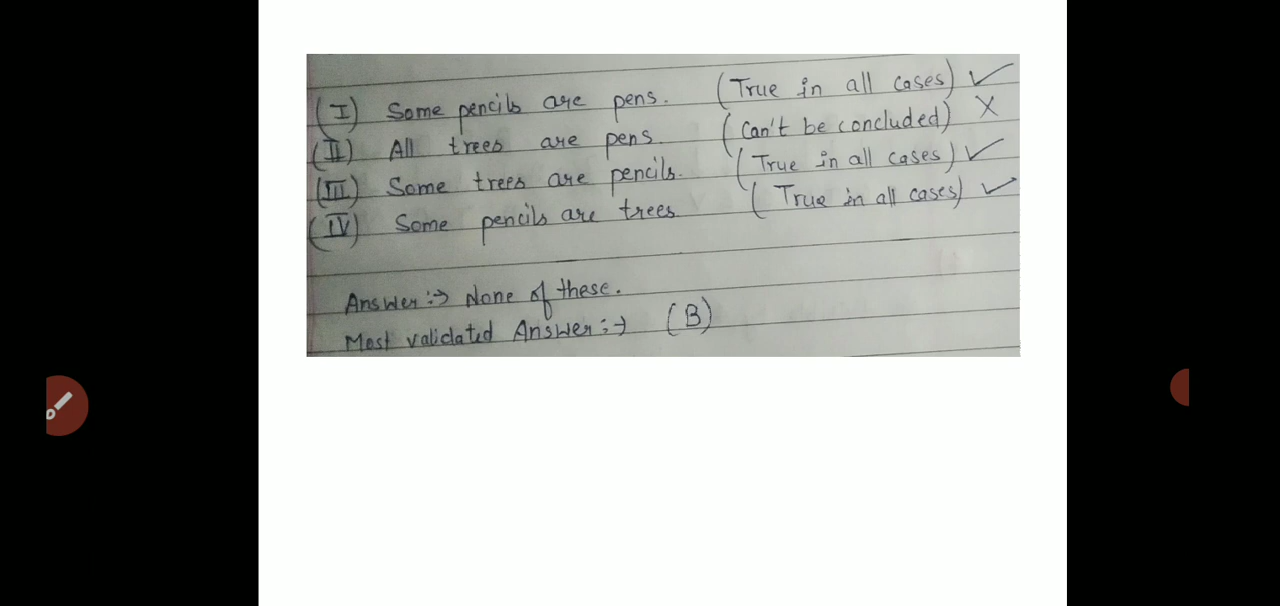 (I) Some pencils are pens. (True in all cases) ✓
(II) All trees are pens. (Can't be concluded) X
(III) Some trees are pencils. (True in all cases) ✓
(IV) Some pencils are trees (True in all cases) ✓
Answer :→ None of these.
Most validated Answer :→ (B)